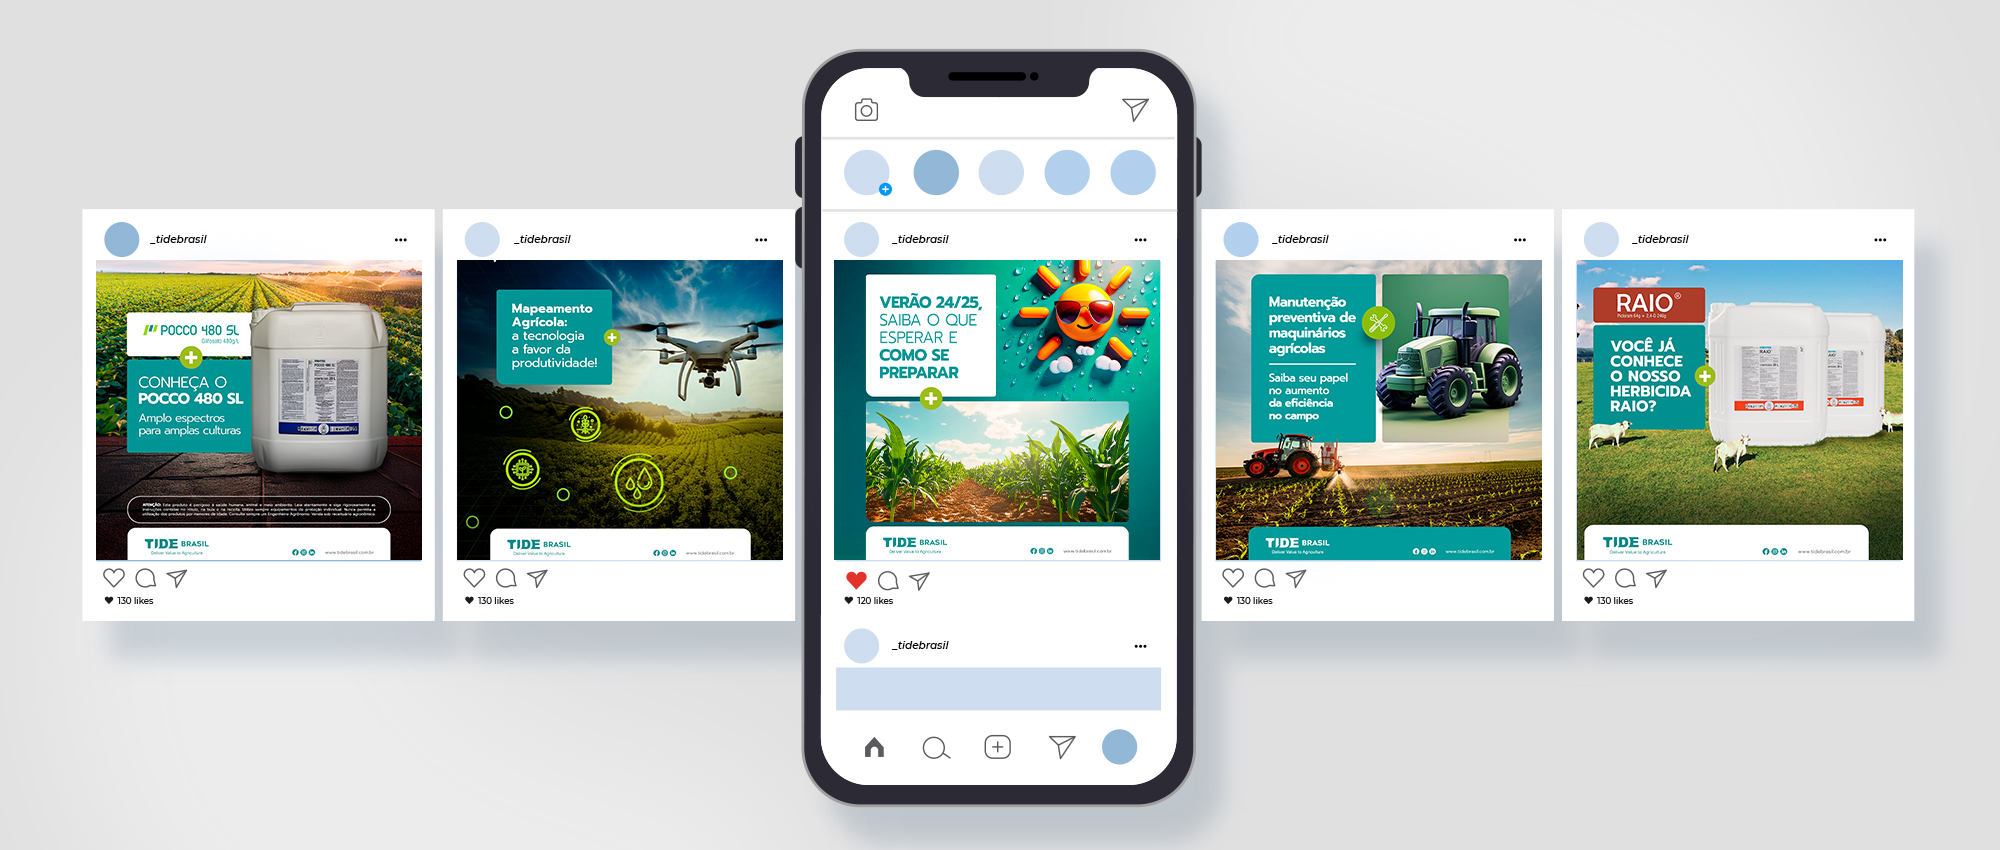 _tidebrasil
POCCO 480 SL
Glifosato 480g/L
CONHEÇA O
POCCO 480 SL
Amplo espectros
para amplas culturas
TIDE BRASIL
Deliver Value to Agriculture
www.tidebrasil.com.br
130 likes
_tidebrasil
Mapeamento
Agrícola:
a tecnologia
a favor da
produtividade!
TIDE BRASIL
Deliver Value to Agriculture
www.tidebrasil.com.br
130 likes
_tidebrasil
VERÃO 24/25,
SAIBA O QUE
ESPERAR E
COMO SE
PREPARAR
TIDE BRASIL
Deliver Value to Agriculture
www.tidebrasil.com.br
120 likes
_tidebrasil
_tidebrasil
Manutenção
preventiva de
maquinários
agrícolas
Saiba seu papel
no aumento
da eficiência
no campo
TIDE BRASIL
Deliver Value to Agriculture
www.tidebrasil.com.br
130 likes
_tidebrasil
RAIO®
Picloram 64g + 2,4-D 240g
VOCÊ JÁ
CONHECE
O NOSSO
HERBICIDA
RAIO?
RAIO
TIDE BRASIL
Deliver Value to Agriculture
www.tidebrasil.com.br
130 likes